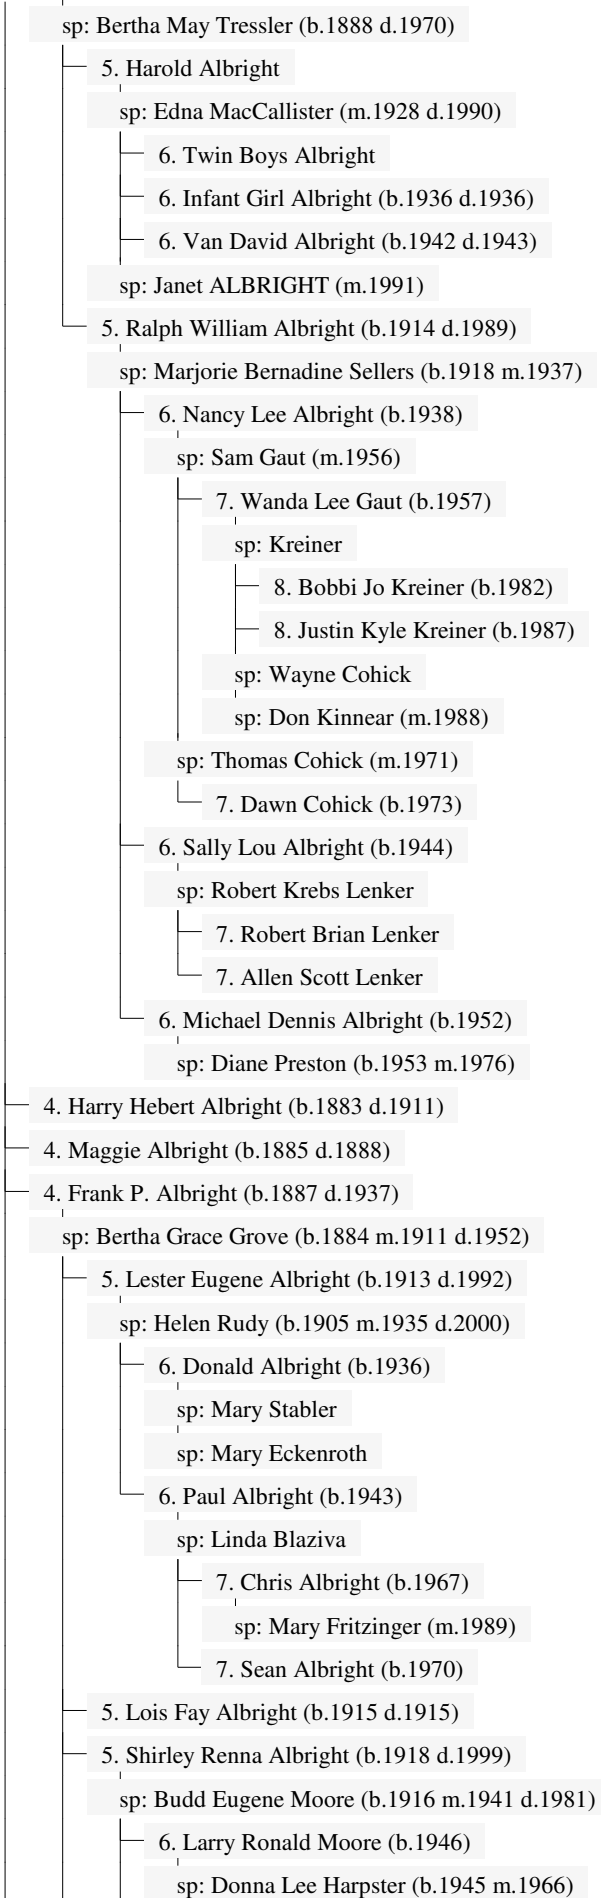 sp: Bertha May Tressler (b.1888 d.1970)
5. Harold Albright
sp: Edna MacCallister (m.1928 d.1990)
6. Twin Boys Albright
6. Infant Girl Albright (b.1936 d.1936)
6. Van David Albright (b.1942 d.1943)
sp: Janet ALBRIGHT (m.1991)
5. Ralph William Albright (b.1914 d.1989)
sp: Marjorie Bernadine Sellers (b.1918 m.1937)
6. Nancy Lee Albright (b.1938)
sp: Sam Gaut (m.1956)
7. Wanda Lee Gaut (b.1957)
sp: Kreiner
8. Bobbi Jo Kreiner (b.1982)
8. Justin Kyle Kreiner (b.1987)
sp: Wayne Cohick
sp: Don Kinnear (m.1988)
sp: Thomas Cohick (m.1971)
7. Dawn Cohick (b.1973)
6. Sally Lou Albright (b.1944)
sp: Robert Krebs Lenker
7. Robert Brian Lenker
7. Allen Scott Lenker
6. Michael Dennis Albright (b.1952)
sp: Diane Preston (b.1953 m.1976)
4. Harry Hebert Albright (b.1883 d.1911)
4. Maggie Albright (b.1885 d.1888)
4. Frank P. Albright (b.1887 d.1937)
sp: Bertha Grace Grove (b.1884 m.1911 d.1952)
5. Lester Eugene Albright (b.1913 d.1992)
sp: Helen Rudy (b.1905 m.1935 d.2000)
6. Donald Albright (b.1936)
sp: Mary Stabler
sp: Mary Eckenroth
6. Paul Albright (b.1943)
sp: Linda Blaziva
7. Chris Albright (b.1967)
sp: Mary Fritzinger (m.1989)
7. Sean Albright (b.1970)
5. Lois Fay Albright (b.1915 d.1915)
5. Shirley Renna Albright (b.1918 d.1999)
sp: Budd Eugene Moore (b.1916 m.1941 d.1981)
6. Larry Ronald Moore (b.1946)
sp: Donna Lee Harpster (b.1945 m.1966)